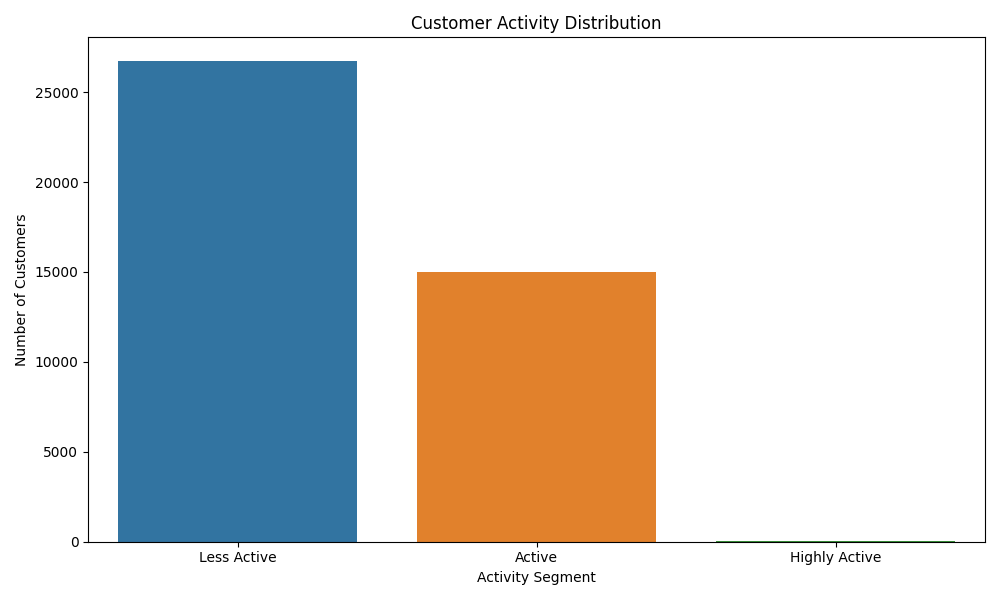 Customer Activity Distribution
Number of Customers
25000
20000
15000
10000
5000
0
Less Active
Active
Highly Active
Activity Segment